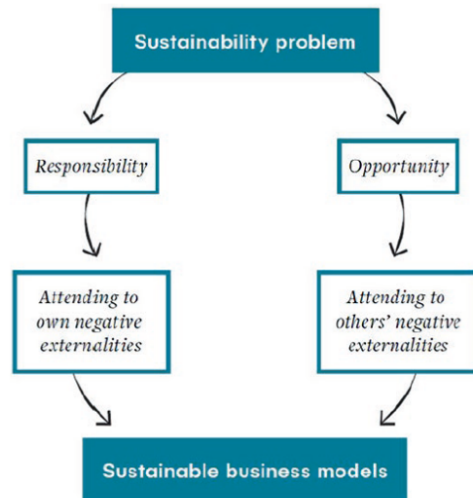 Sustainability problem
Responsibility
Opportunity
Attending to
own negative
externalities
Attending to
others' negative
externalities
Sustainable business models